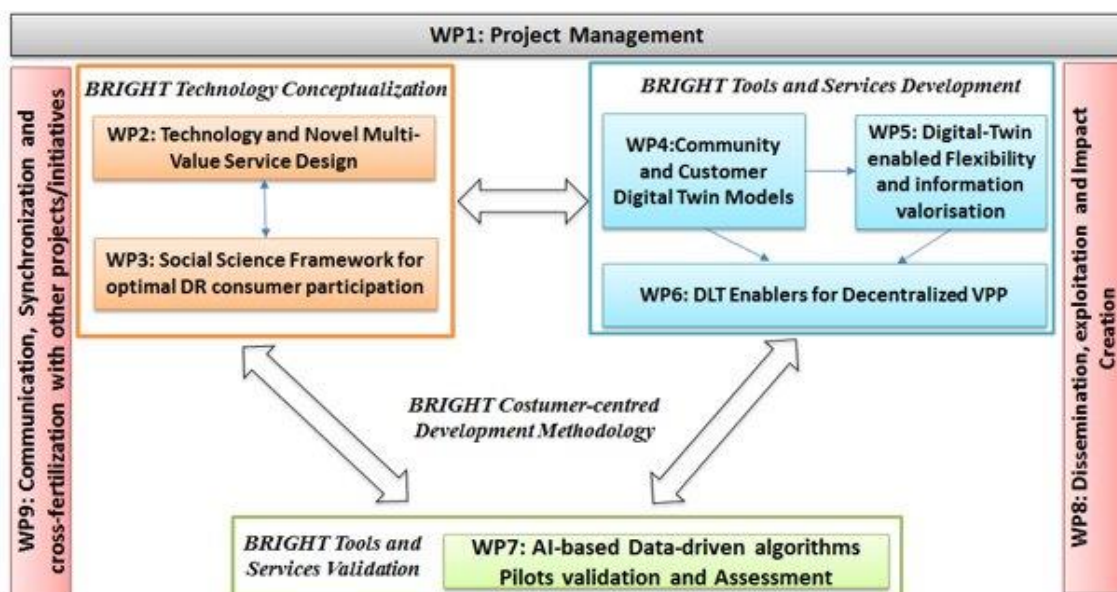 WP1: Project Management
WP9: Communication, Synchronization and
cross-fertilization with other projects/initiatives
BRIGHT Technology Conceptualization
WP2: Technology and Novel Multi-
Value Service Design
WP3: Social Science Framework for
optimal DR consumer participation
BRIGHT Tools and Services Development
WP4:Community
and Customer
Digital Twin Models
WP5: Digital-Twin
enabled Flexibility
and information
valorisation
WP6: DLT Enablers for Decentralized VPP
WP8: Dissemination, exploitation and Impact
Creation
BRIGHT Costumer-centred
Development Methodology
BRIGHT Tools and
Services Validation
WP7: AI-based Data-driven algorithms
Pilots validation and Assessment